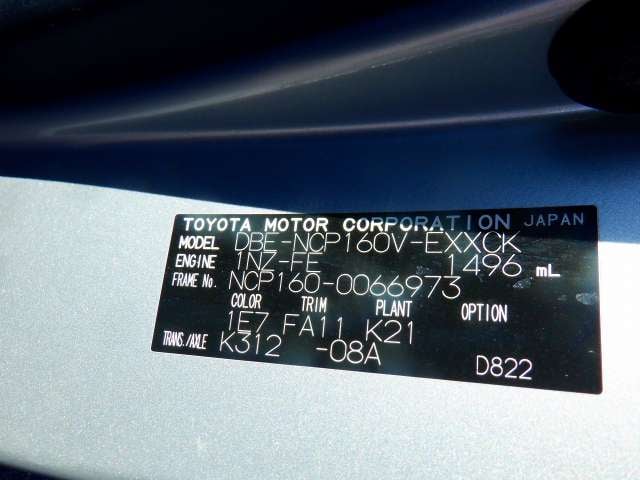 TOYOTA MOTOR CORPORATION JAPAN
MODEL DBE-NCP160V-EXXCK
ENGINE 1NZ-FE 1496 mL
FRAME No. NCP160-0066973
COLOR TRIM PLANT OPTION
1E7 FA11 K21
TRANS./AXLE K312 -08A
D822